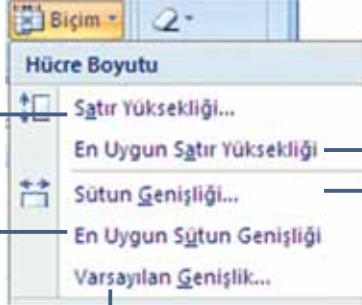 Biçim
Hücre Boyutu
Satır Yüksekliği...
En Uygun Satır Yüksekliği
Sütun Genişliği...
En Uygun Sütun Genişliği
Varsayılan Genişlik...